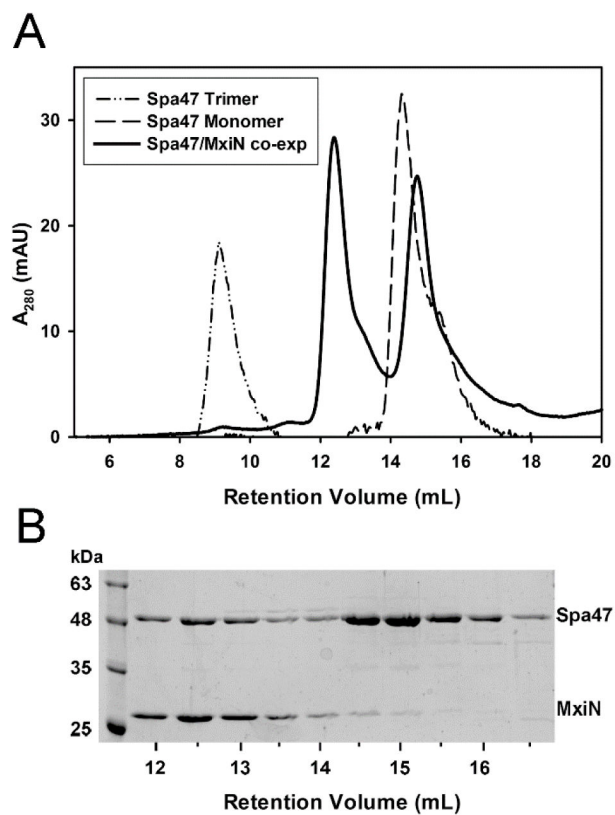 A
Spa47 Trimer
Spa47 Monomer
Spa47/MxiN co-exp
A280 (mAU)
30
20
10
0
6 8 10 12 14 16 18 20
Retention Volume (mL)
B
kDa
63
48 Spa47
35
MxiN
25
12 13 14 15 16
Retention Volume (mL)